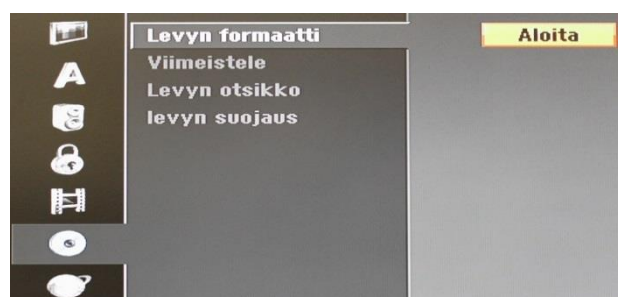 Levyn formaatti
Aloita
Viimeistele
Levyn otsikko
levyn suojaus